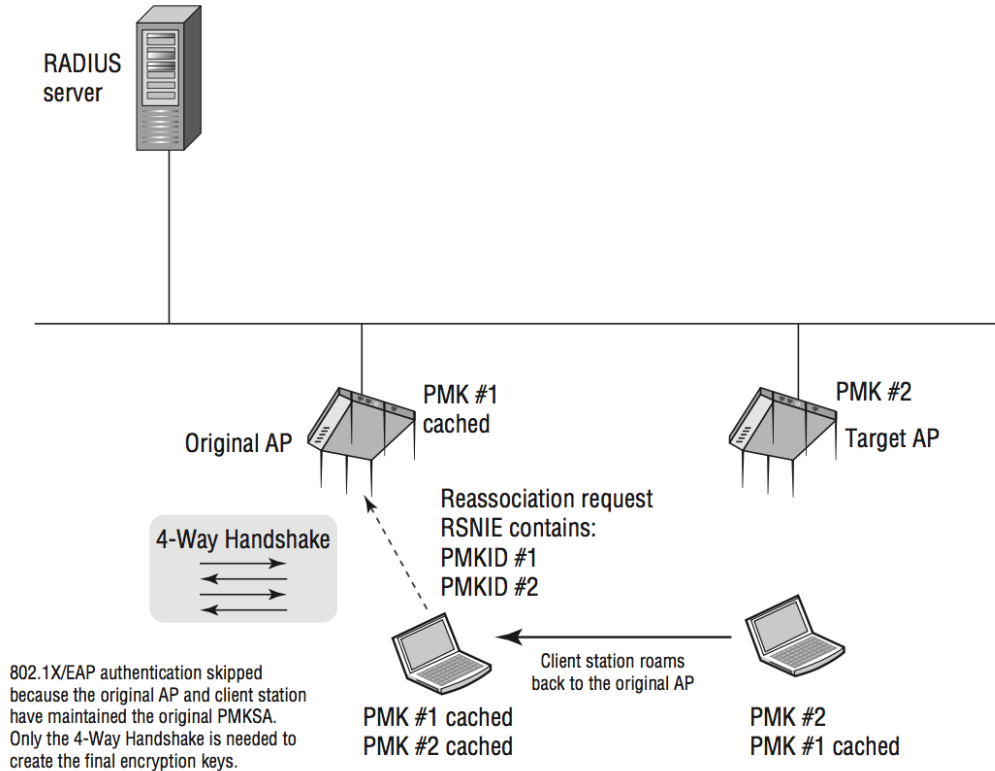 RADIUS
server
PMK #1
cached
Original AP
PMK #2
Target AP
Reassociation request
RSNIE contains:
PMKID #1
PMKID #2
4-Way Handshake
Client station roams
back to the original AP
802.1X/EAP authentication skipped
because the original AP and client station
have maintained the original PMKSA.
Only the 4-Way Handshake is needed to
create the final encryption keys.
PMK #1 cached
PMK #2 cached
PMK #2
PMK #1 cached